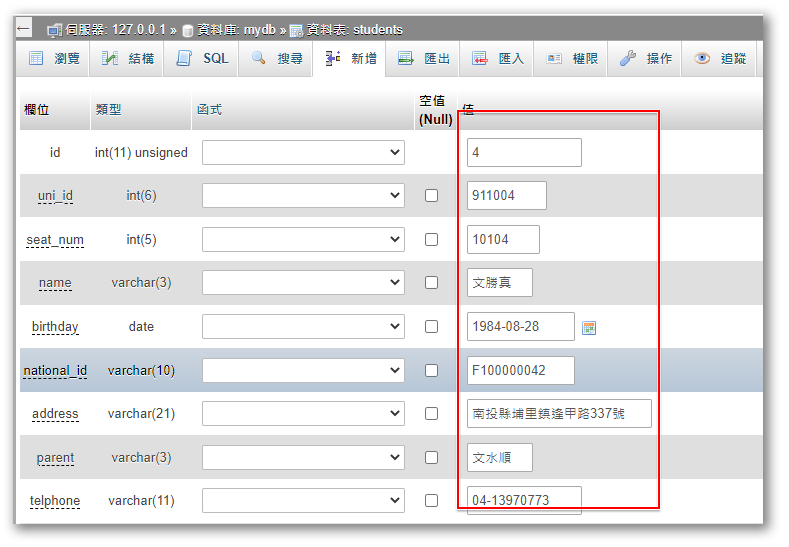 ← 伺服器: 127.0.0.1 » 資料庫: mydb » 資料表: students
瀏覽 結構 SQL 搜尋 新增 匯出 匯入 權限 操作 追蹤
欄位 類型 函式 空值 (Null) 值
id int(11) unsigned 4
uni_id int(6) 911004
seat_num int(5) 10104
name varchar(3) 文勝真
birthday date 1984-08-28
national_id varchar(10) F100000042
address varchar(21) 南投縣埔里鎮逢甲路337號
parent varchar(3) 文水順
telphone varchar(11) 04-13970773